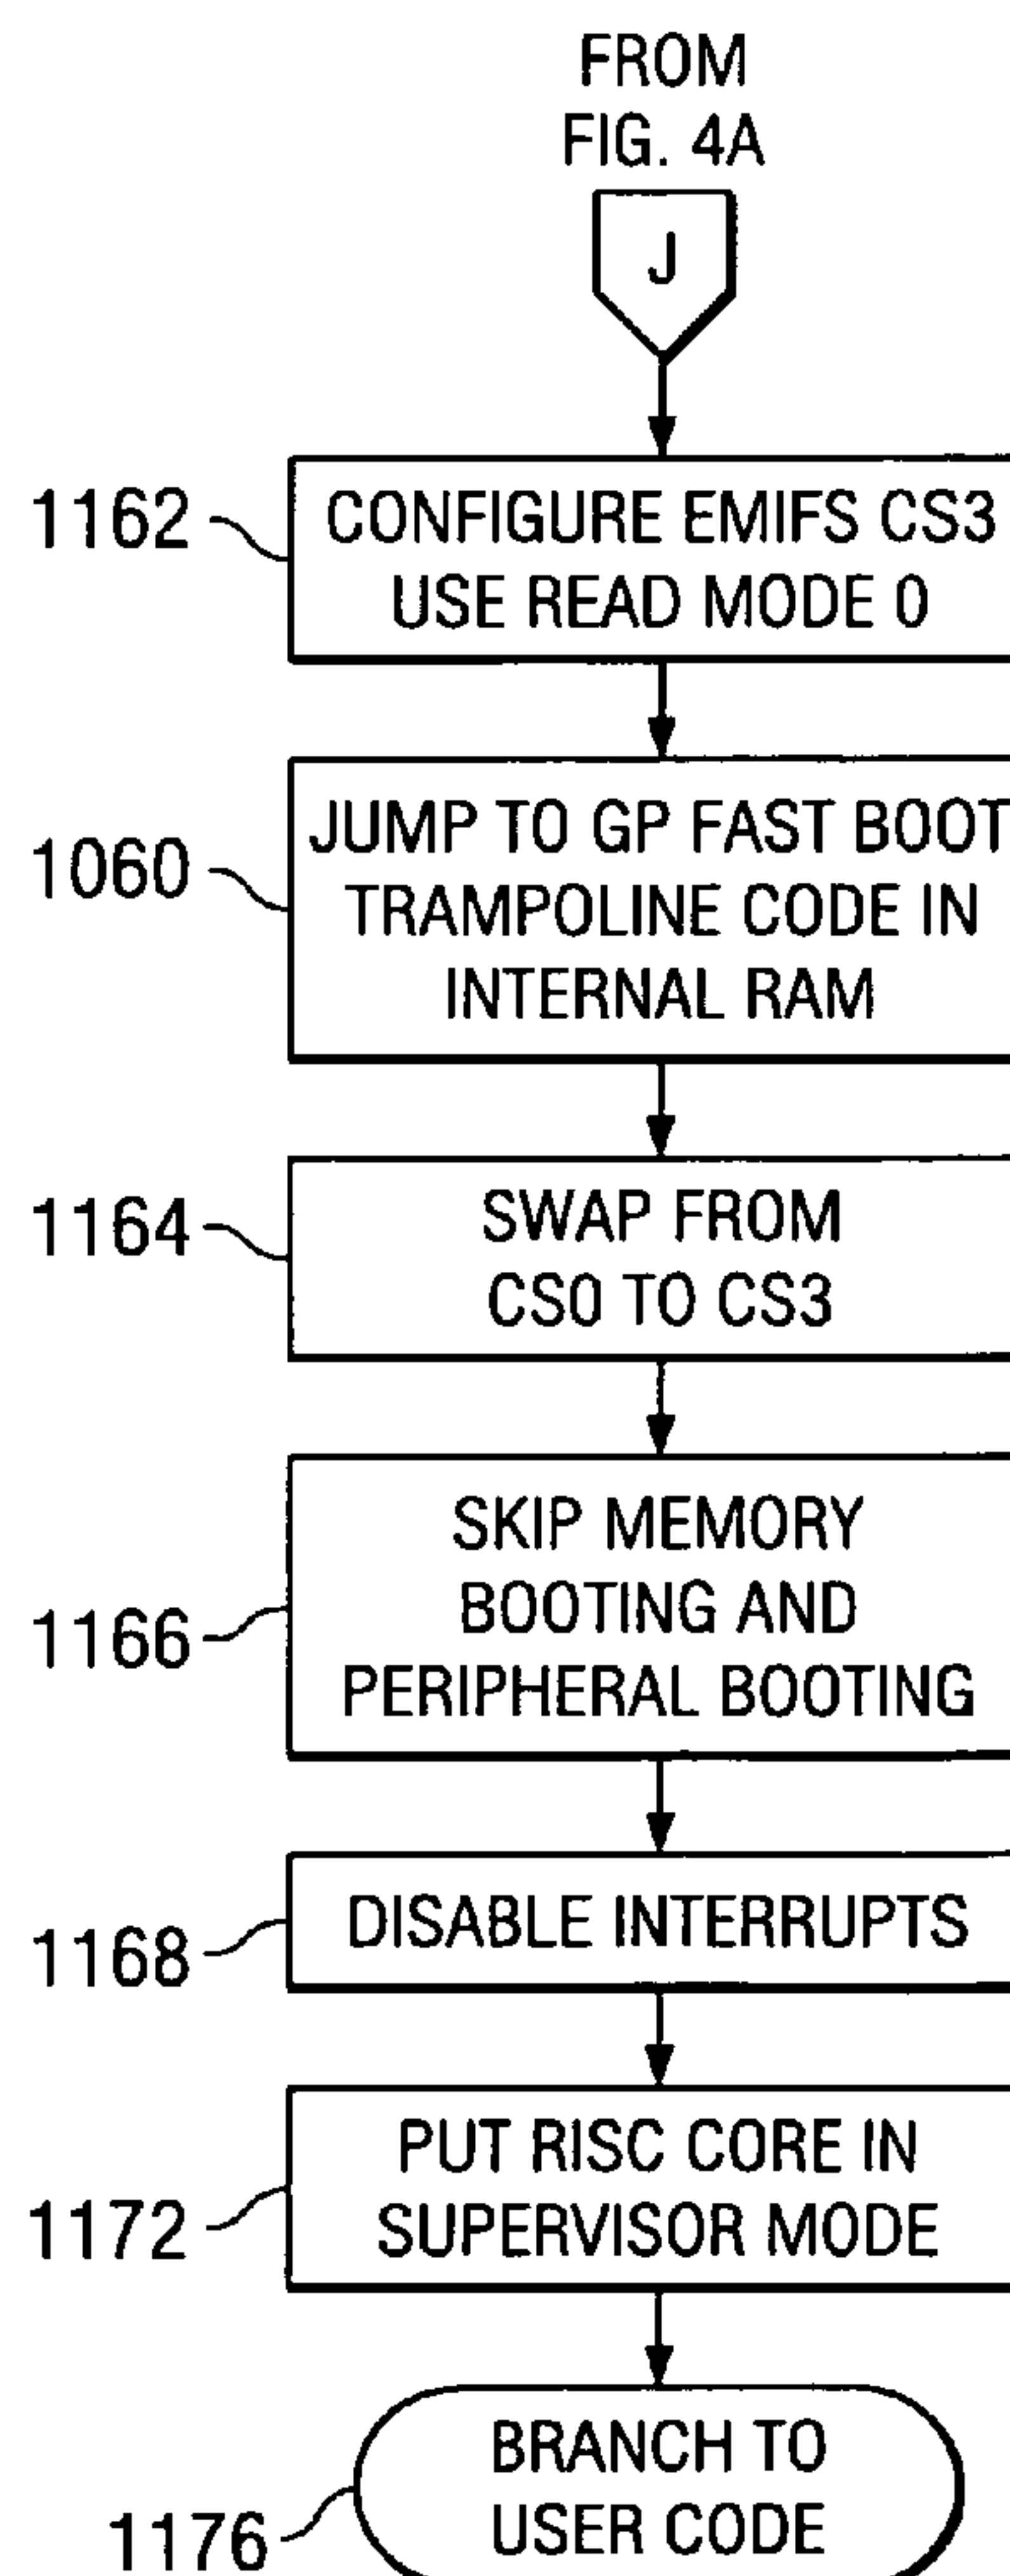 FROM
FIG. 4A
J
1162
CONFIGURE EMIFS CS3
USE READ MODE 0
1060
JUMP TO GP FAST BOOT
TRAMPOLINE CODE IN
INTERNAL RAM
1164
SWAP FROM
CS0 TO CS3
1166
SKIP MEMORY
BOOTING AND
PERIPHERAL BOOTING
1168
DISABLE INTERRUPTS
1172
PUT RISC CORE IN
SUPERVISOR MODE
1176
BRANCH TO
USER CODE